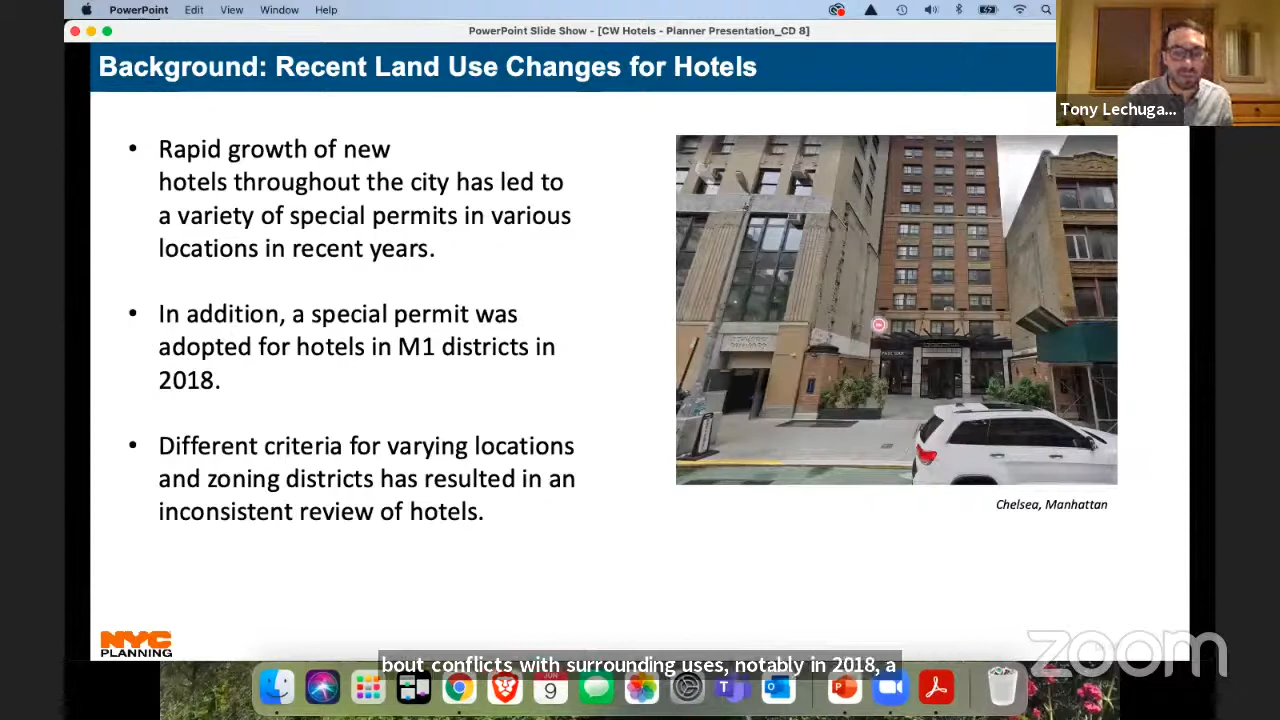 PowerPoint Edit View Window Help
PowerPoint Slide Show - [CW Hotels - Planner Presentation_CD 8]
Background: Recent Land Use Changes for Hotels
Tony Lechuga...
• Rapid growth of new
hotels throughout the city has led to
a variety of special permits in various
locations in recent years.
• In addition, a special permit was
adopted for hotels in M1 districts in
2018.
• Different criteria for varying locations
and zoning districts has resulted in an
inconsistent review of hotels.
Chelsea, Manhattan
NYC
PLANNING
zoom
bout conflicts with surrounding uses, notably in 2018, a
JUN
9